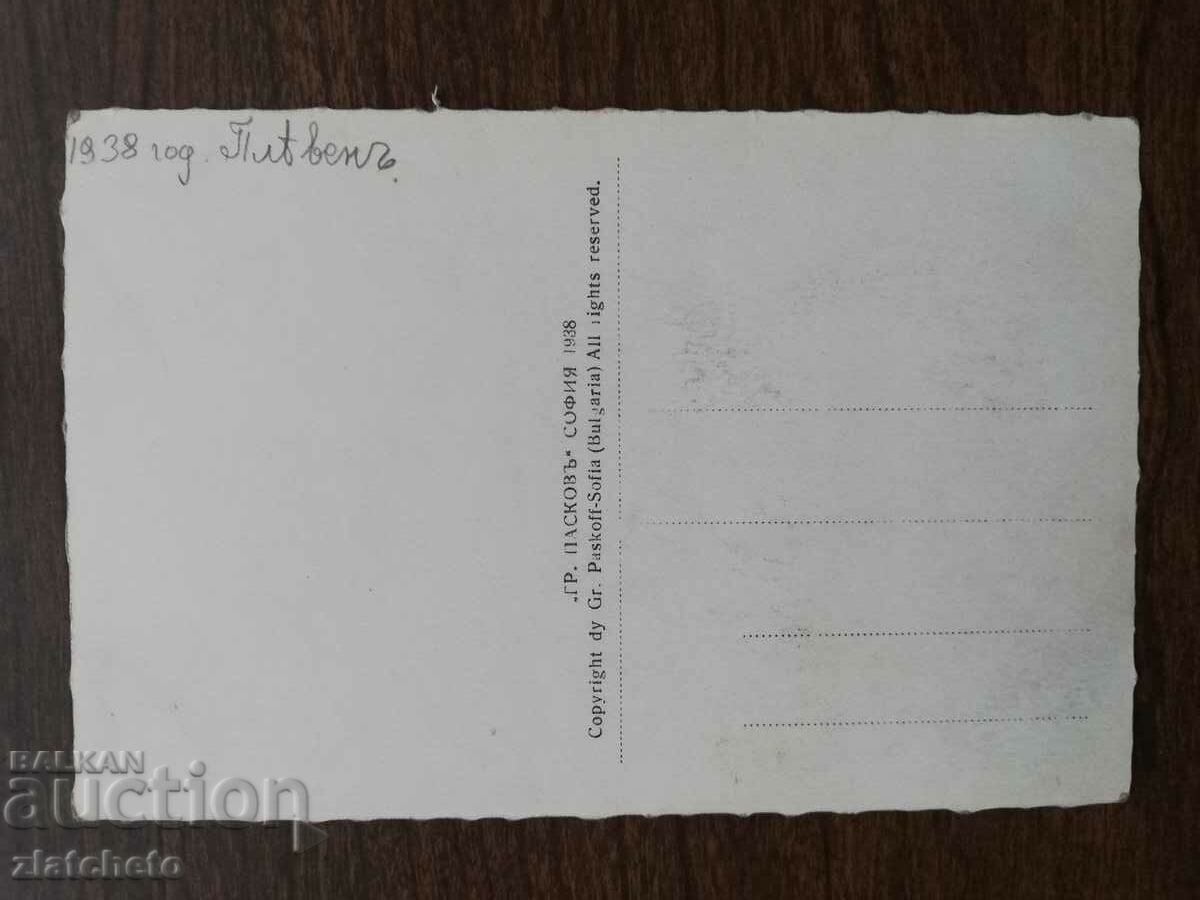 1938 год. Плѣвенъ.
„ГР. ПАСКОВЪ“ СОФИЯ 1938
Copyright dy Gr. Paskoff-Sofia (Bulgaria) All rights reserved.
BALKAN
auction
zlatcheto